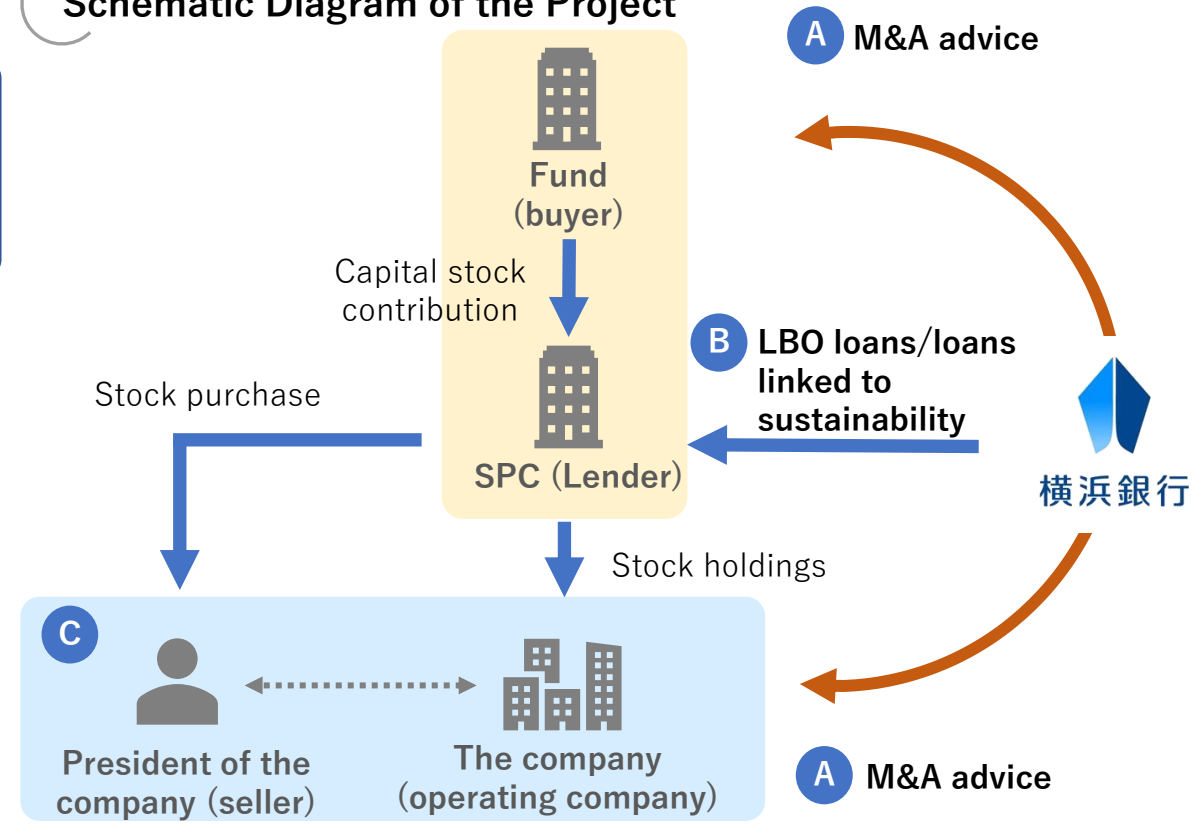 Schematic Diagram of the Project
A M&A advice
Fund
(buyer)
Capital stock
contribution
B LBO loans/loans
linked to
sustainability
Stock purchase
SPC (Lender)
横浜銀行
Stock holdings
C
President of the
company (seller)
The company
(operating company)
A M&A advice